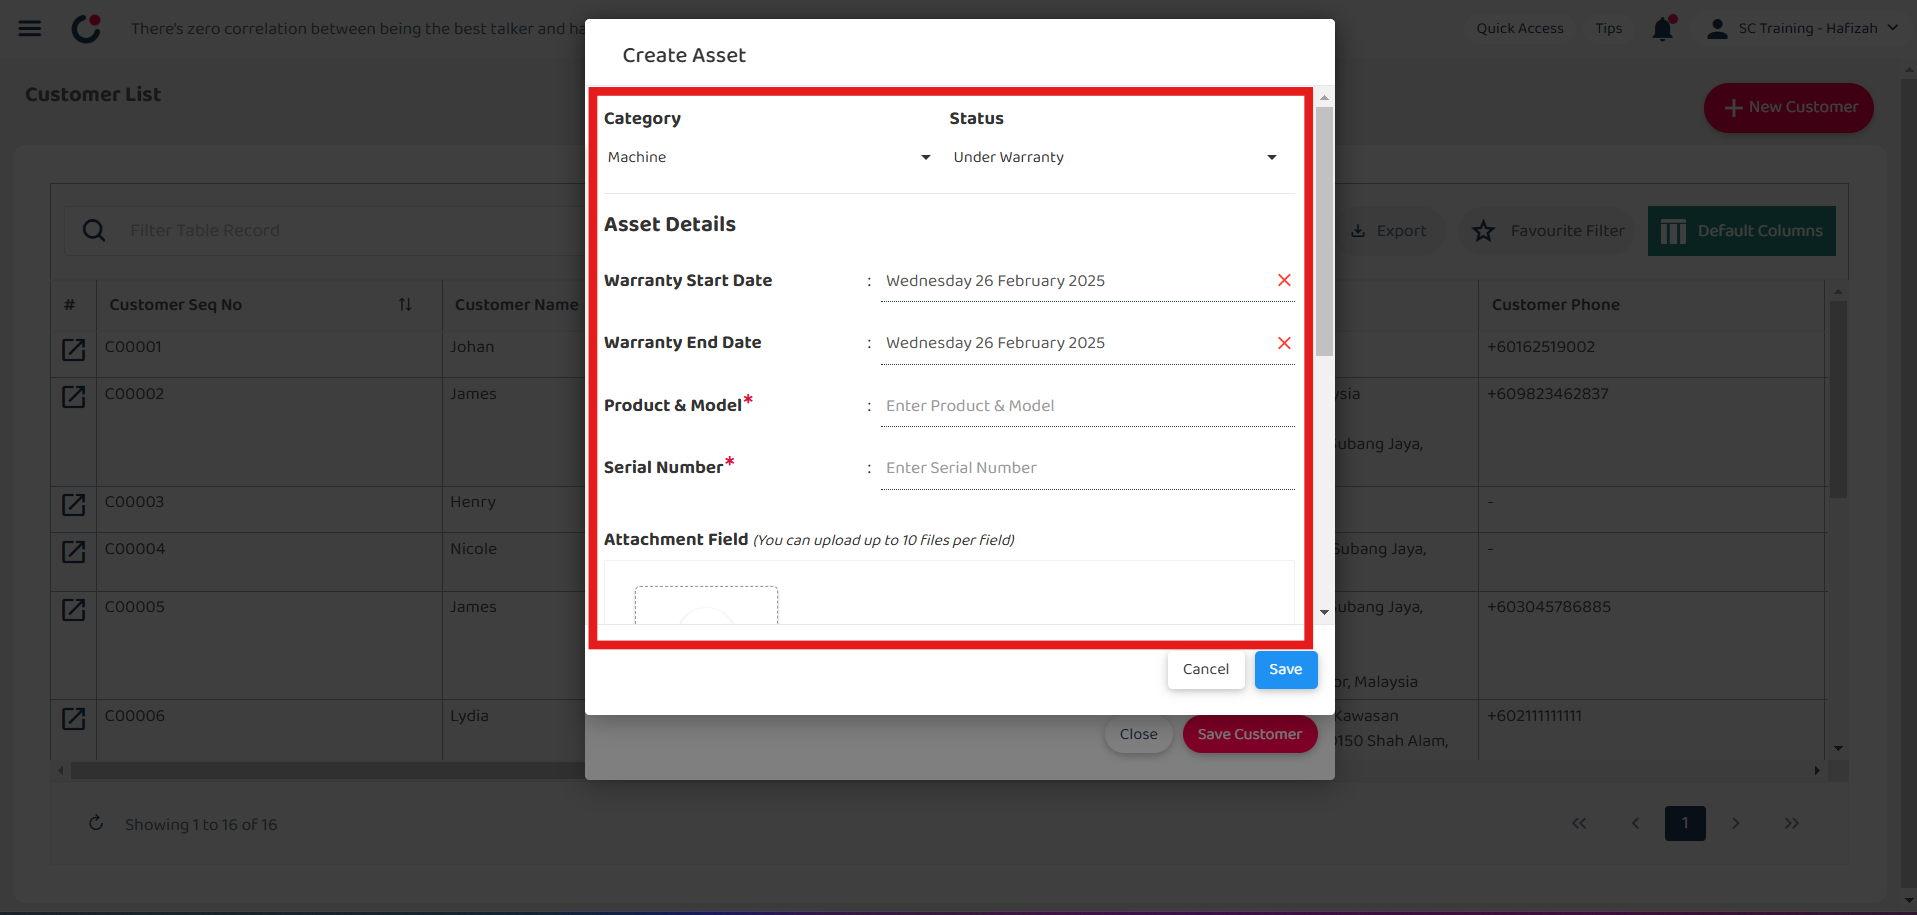 There's zero correlation between being the best talker and ha
Quick Access
Tips
SC Training - Hafizah
Customer List
New Customer
Create Asset
Category
Status
Machine
Under Warranty
Asset Details
Warranty Start Date : Wednesday 26 February 2025
Warranty End Date : Wednesday 26 February 2025
Product & Model* : Enter Product & Model
Serial Number* : Enter Serial Number
Attachment Field (You can upload up to 10 files per field)
Cancel
Save
Close
Save Customer
Filter Table Record
Export
Favourite Filter
Default Columns
# Customer Seq No Customer Name Customer Phone
C00001 Johan +60162519002
C00002 James ysia +609823462837
Subang Jaya,
C00003 Henry -
C00004 Nicole Subang Jaya, -
C00005 James ubang Jaya, +603045786885
or, Malaysia
C00006 Lydia Kawasan +602111111111
150 Shah Alam,
Showing 1 to 16 of 16
1